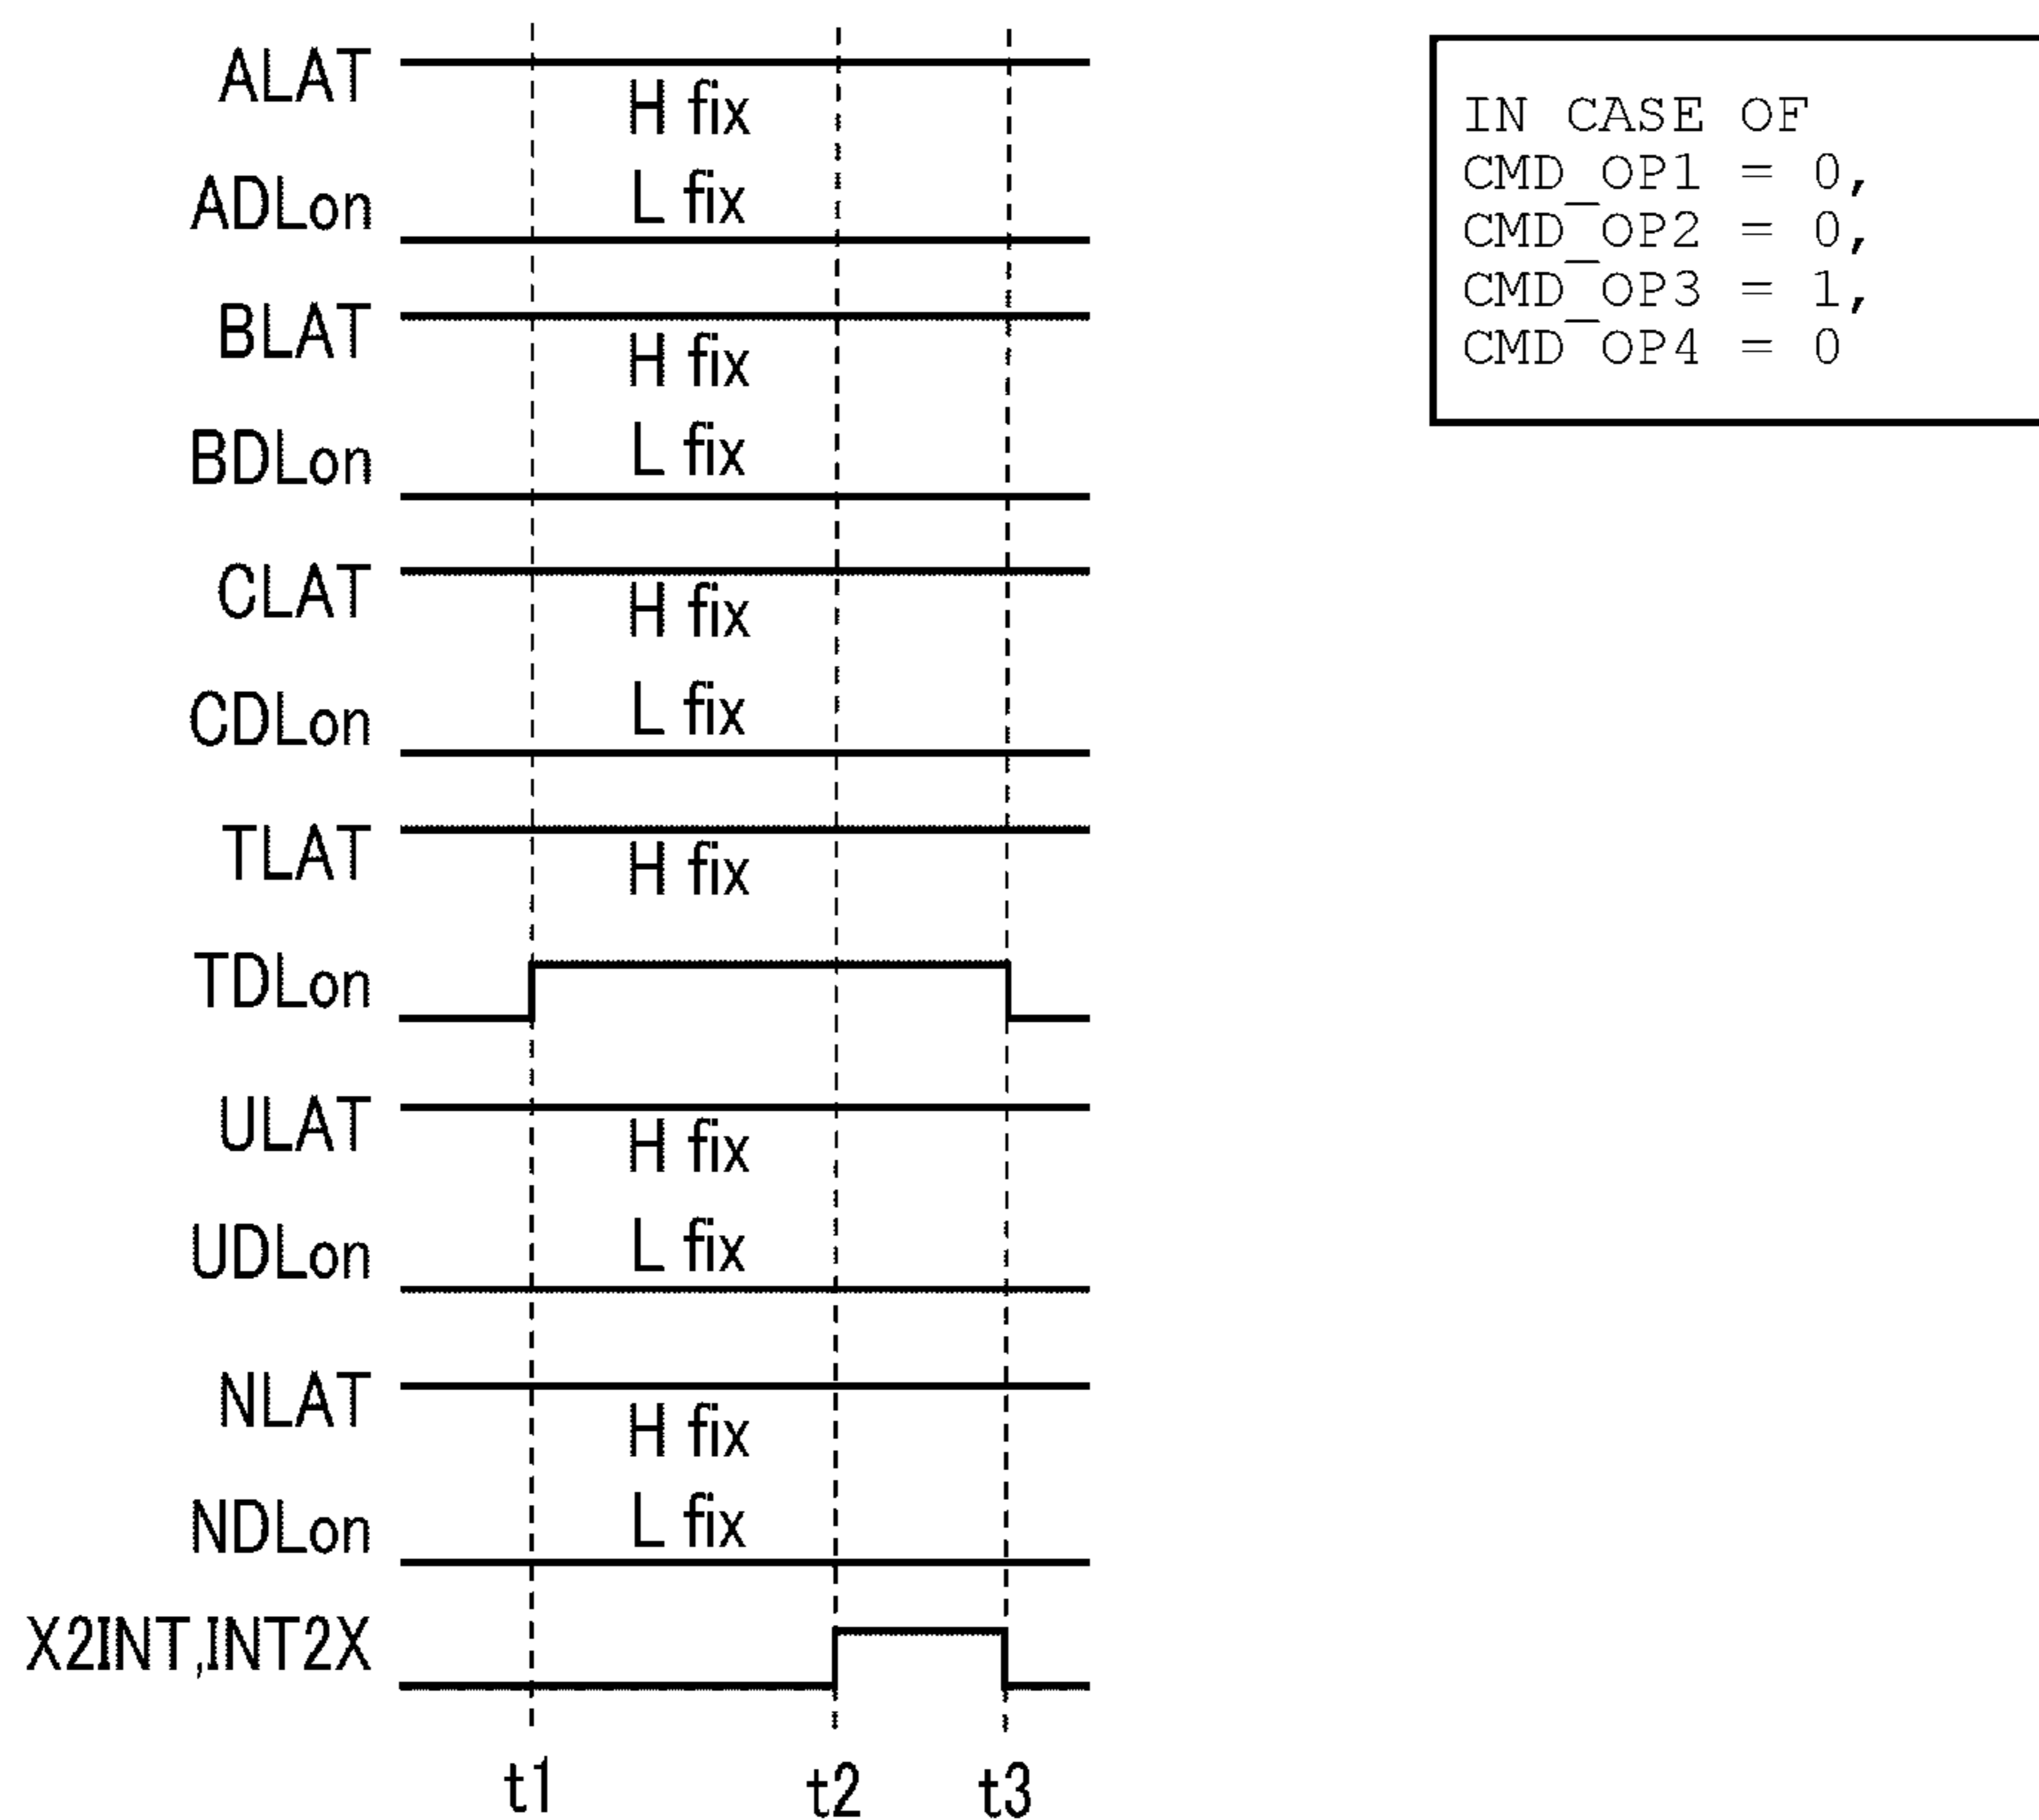 ALAT
H fix
ADLon
L fix
BLAT
H fix
BDLon
L fix
CLAT
H fix
CDLon
L fix
TLAT
H fix
TDLon
ULAT
H fix
UDLon
L fix
NLAT
H fix
NDLon
L fix
X2INT,INT2X
t1 t2 t3
IN CASE OF
CMD_OP1 = 0,
CMD_OP2 = 0,
CMD_OP3 = 1,
CMD_OP4 = 0